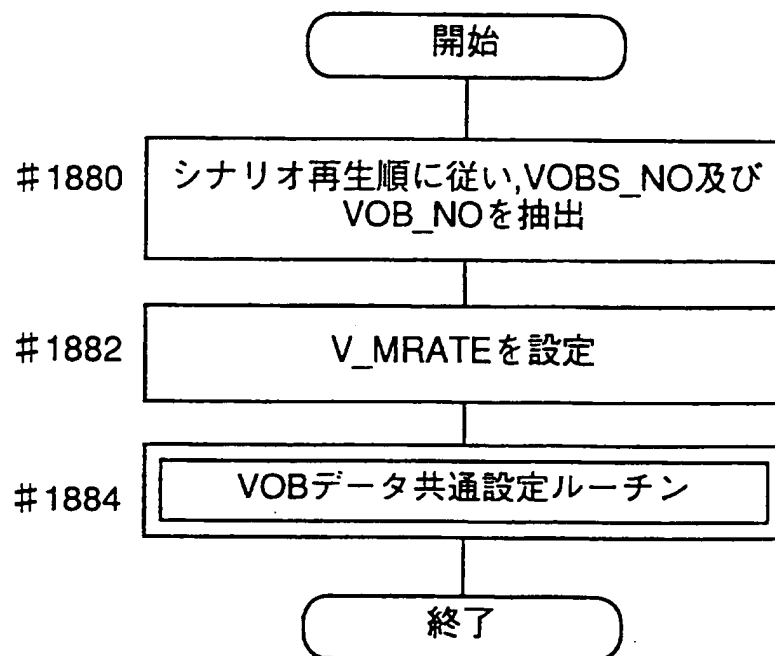 開始
#1880
シナリオ再生順に従い,VOBS_NO及び
VOB_NOを抽出
#1882
V_MRATEを設定
#1884
VOBデータ共通設定ルーチン
終了